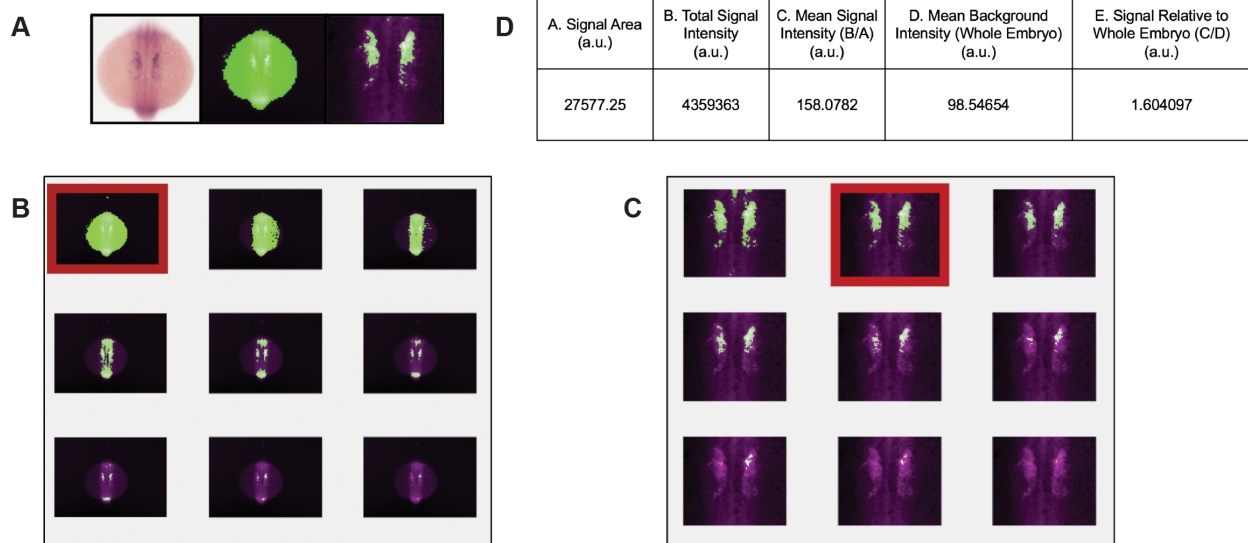 A
D
A. Signal Area
(a.u.)
B. Total Signal
Intensity
(a.u.)
C. Mean Signal
Intensity (B/A)
(a.u.)
D. Mean Background
Intensity (Whole Embryo)
(a.u.)
E. Signal Relative to
Whole Embryo (C/D)
(a.u.)
27577.25
4359363
158.0782
98.54654
1.604097
B
C